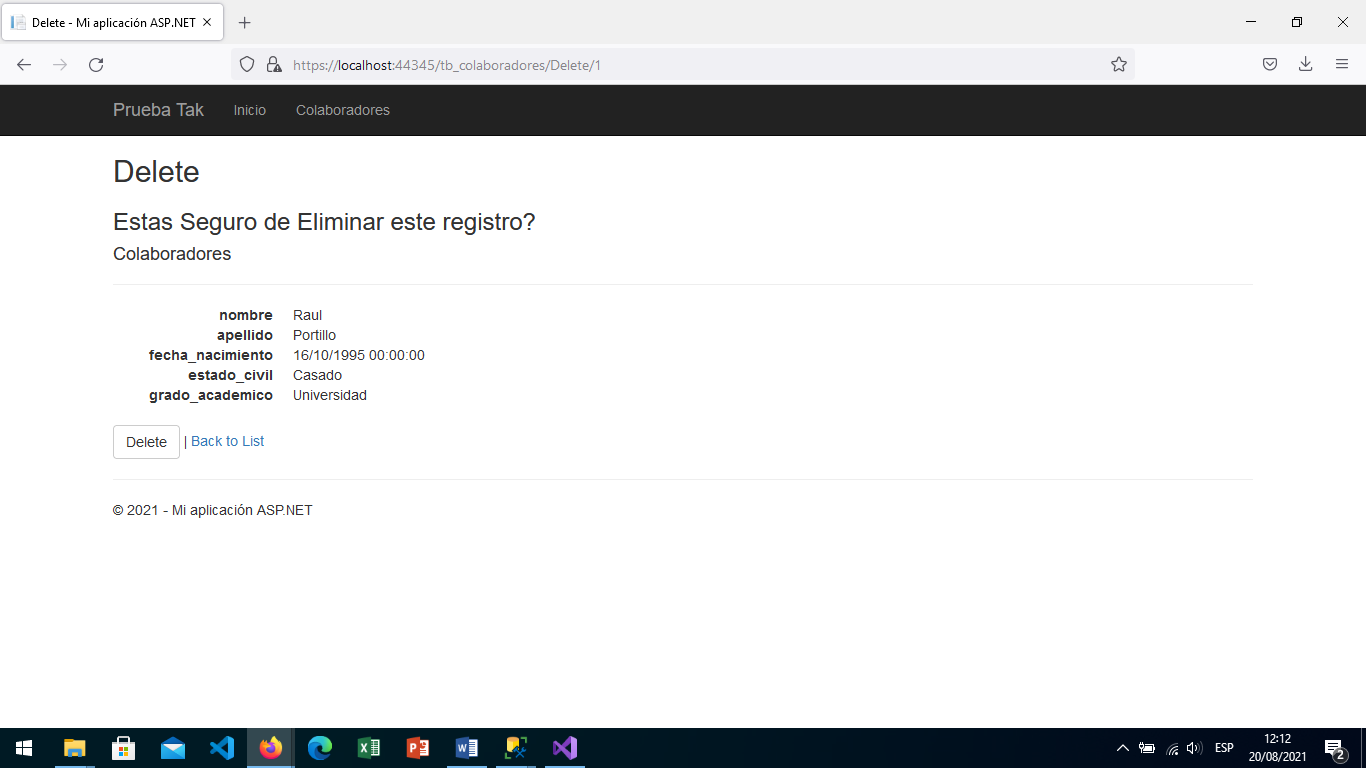 Delete - Mi aplicación ASP.NET
https://localhost:44345/tb_colaboradores/Delete/1
Prueba Tak Inicio Colaboradores
Delete
Estas Seguro de Eliminar este registro?
Colaboradores
nombre Raul
apellido Portillo
fecha_nacimiento 16/10/1995 00:00:00
estado_civil Casado
grado_academico Universidad
Delete | Back to List
© 2021 - Mi aplicación ASP.NET
ESP
12:12
20/08/2021
2